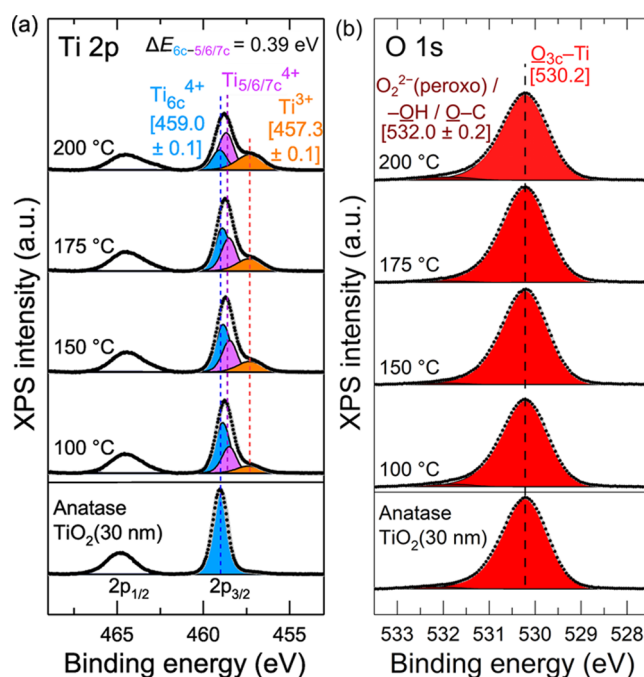 (a) Ti 2p
ΔE6c–5/6/7c = 0.39 eV
Ti6c4+
[459.0
± 0.1]
Ti5/6/7c4+
Ti3+
[457.3
± 0.1]
200 °C
175 °C
150 °C
100 °C
Anatase
TiO2(30 nm)
2p1/2
2p3/2
465
460
455
Binding energy (eV)
XPS intensity (a.u.)
(b) O 1s
O3c–Ti
[530.2]
O22−(peroxo) /
–OH / O–C
[532.0 ± 0.2]
200 °C
175 °C
150 °C
100 °C
Anatase
TiO2(30 nm)
533
532
531
530
529
528
Binding energy (eV)
XPS intensity (a.u.)